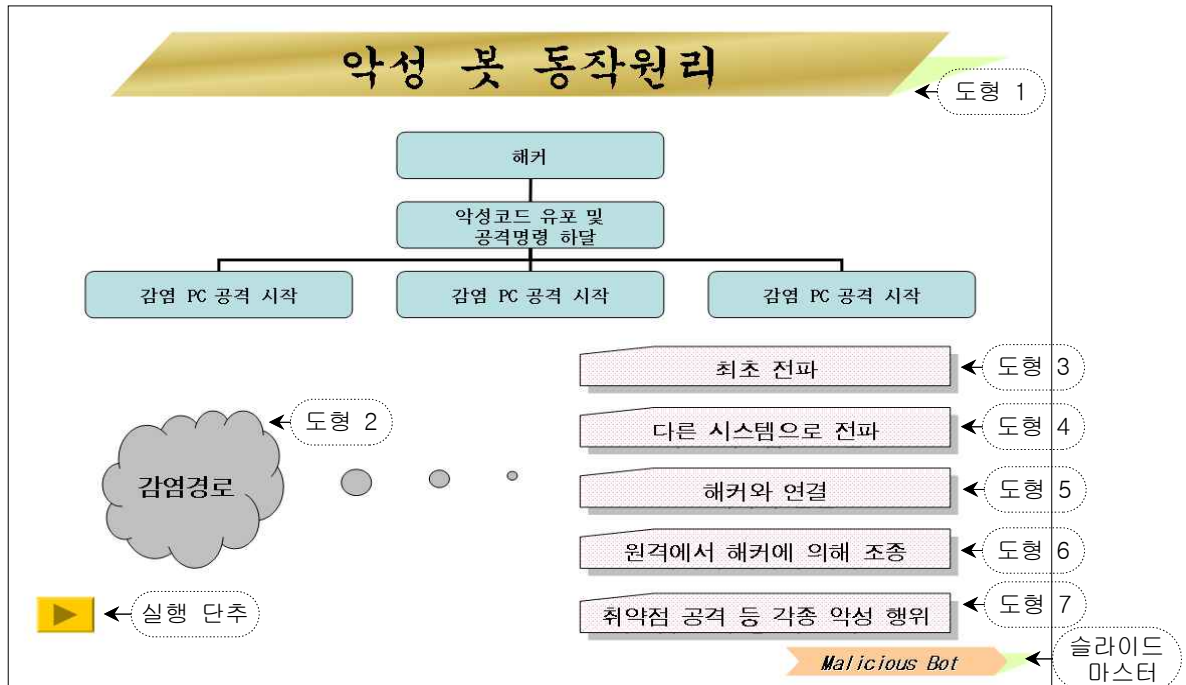 악성 봇 동작원리
도형 1
해커
악성코드 유포 및
공격명령 하달
감염 PC 공격 시작
감염 PC 공격 시작
감염 PC 공격 시작
최초 전파
도형 3
도형 2
다른 시스템으로 전파
도형 4
감염경로
해커와 연결
도형 5
원격에서 해커에 의해 조종
도형 6
실행 단추
취약점 공격 등 각종 악성 행위
도형 7
Malicious Bot
슬라이드
마스터